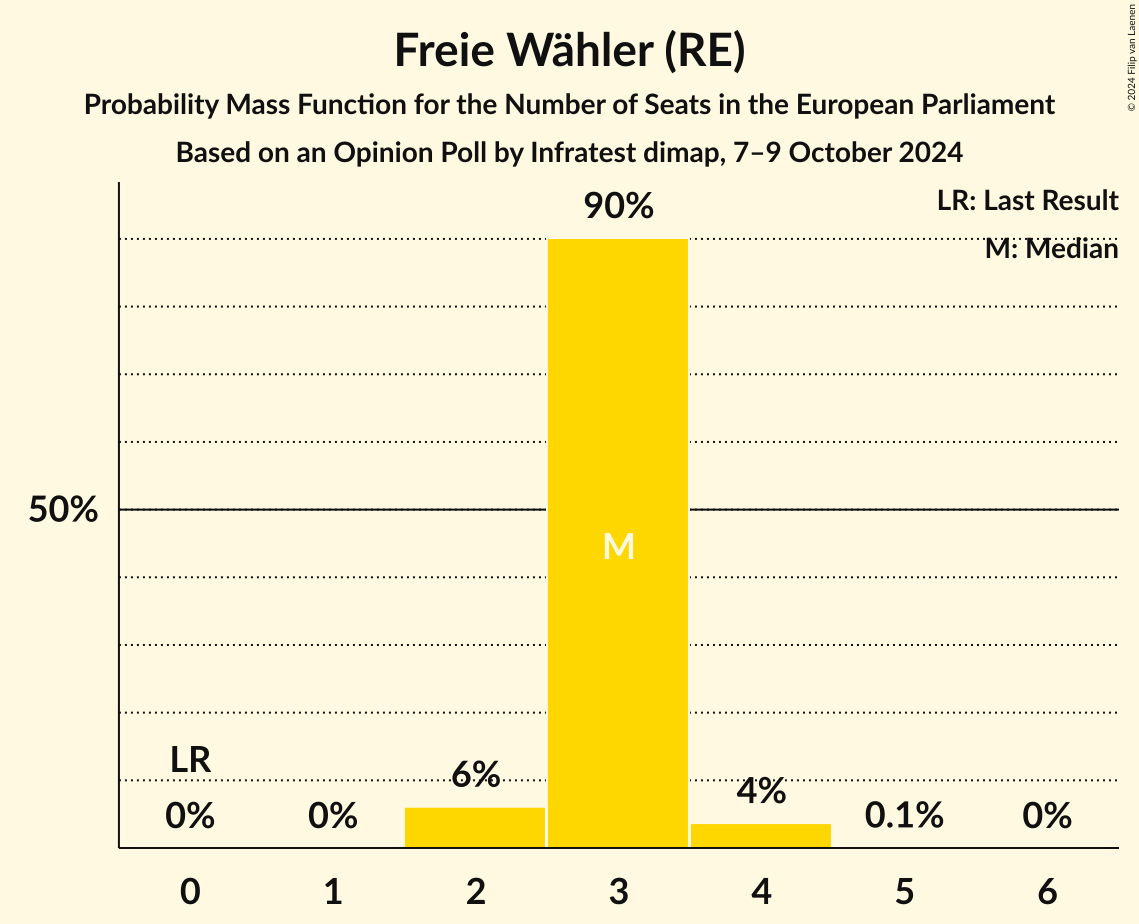 Freie Wähler (RE)
Probability Mass Function for the Number of Seats in the European Parliament
Based on an Opinion Poll by Infratest dimap, 7–9 October 2024
© 2024 Filip van Laenen
LR: Last Result
M: Median
90%
50%
M
LR
0%
0%
6%
4%
0.1%
0%
0 1 2 3 4 5 6